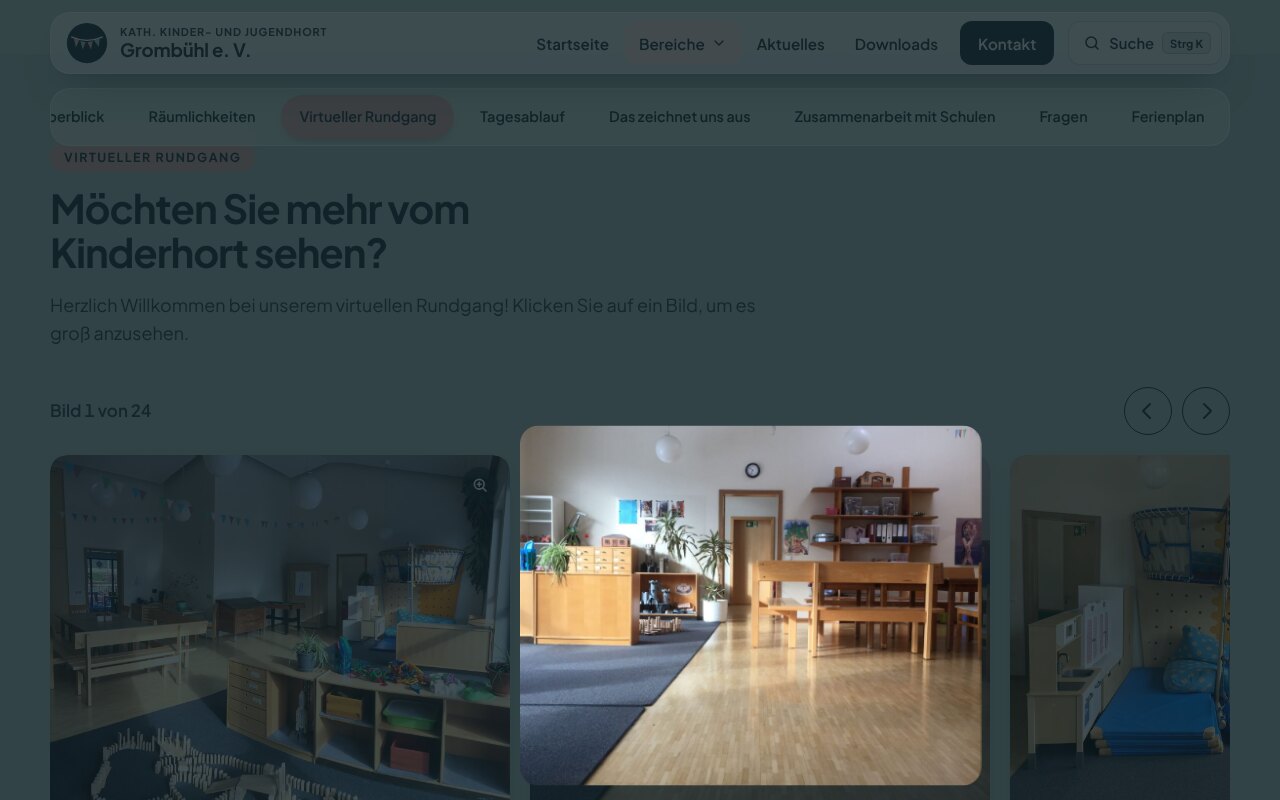 KATH. KINDER- UND JUGENDHORT
Grombühl e. V.
Startseite
Bereiche
Aktuelles
Downloads
Kontakt
Suche
Strg K
Räumlichkeiten
Virtueller Rundgang
Tagesablauf
Das zeichnet uns aus
Zusammenarbeit mit Schulen
Fragen
Ferienplan
VIRTUELLER RUNDGANG
Möchten Sie mehr vom
Kinderhort sehen?
Herzlich Willkommen bei unserem virtuellen Rundgang! Klicken Sie auf ein Bild, um es
groß anzusehen.
Bild 1 von 24